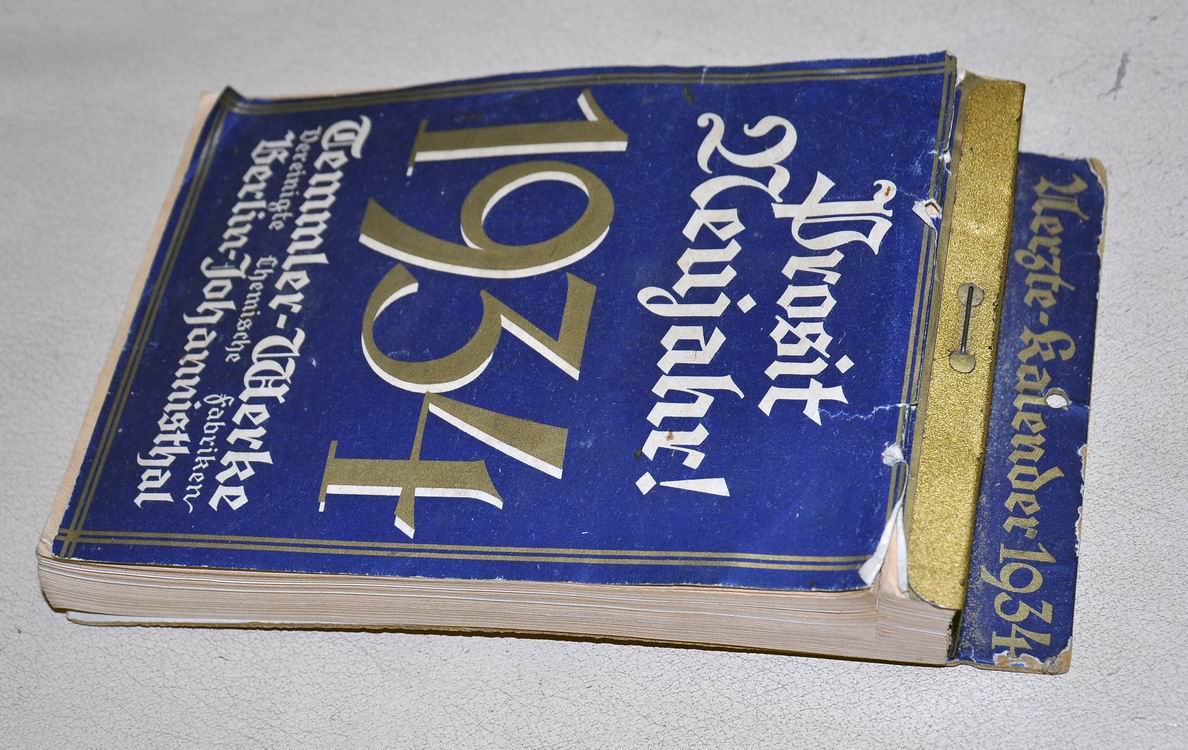 Aerzte-Kalender 1934
Prosit
Neujahr!
1934
Temmler-Werke
Vereinigte chemische Fabriken
Berlin-Johannisthal